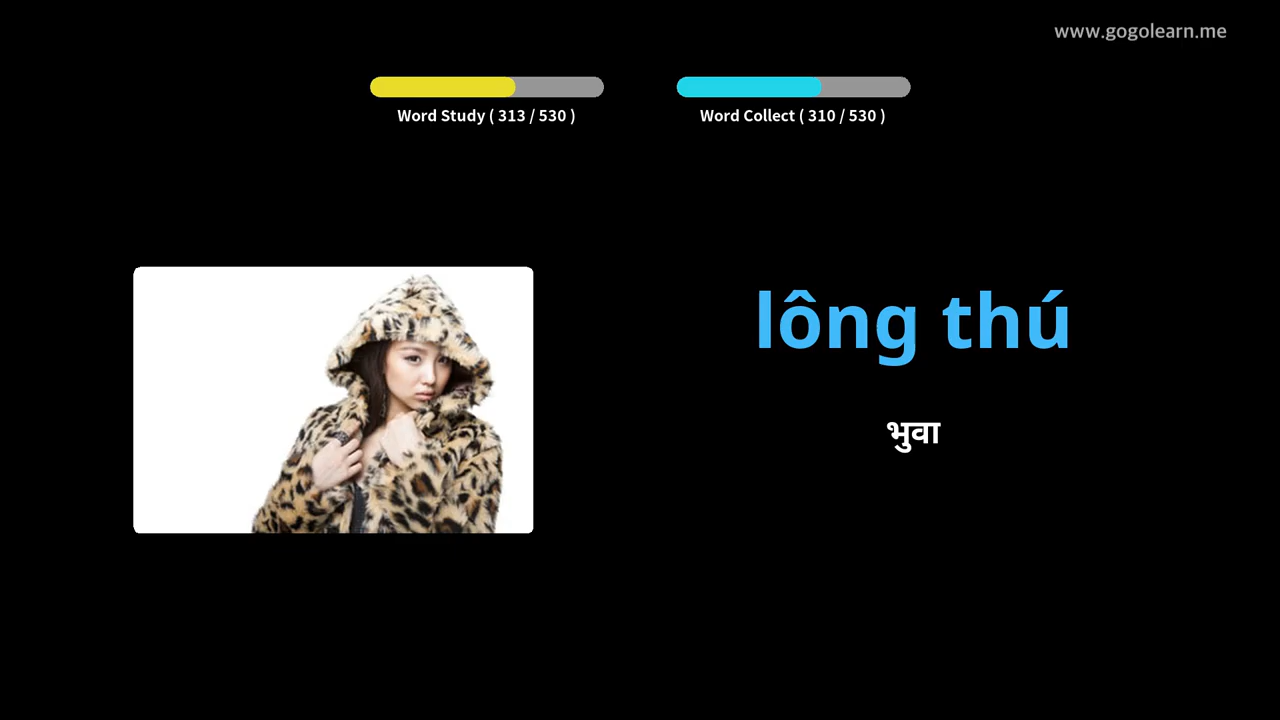 www.gogolearn.me
Word Study ( 313 / 530 )
Word Collect ( 310 / 530 )
lông thú
भुवा